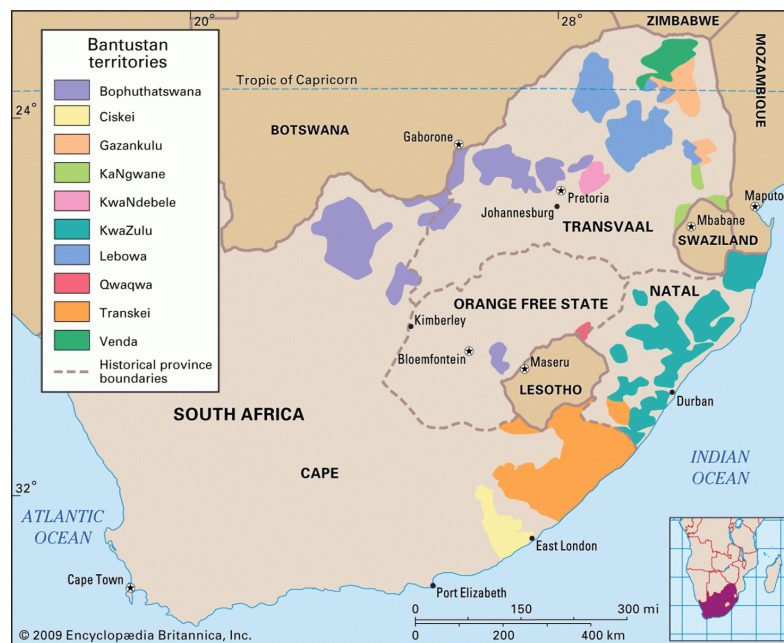 20°
28°
ZIMBABWE
MOZAMBIQUE
Bantustan
territories
Bophuthatswana
Ciskei
Gazankulu
KaNgwane
KwaNdebele
KwaZulu
Lebowa
Qwaqwa
Transkei
Venda
Historical province
boundaries
Tropic of Capricorn
24°
BOTSWANA
Gaborone
Pretoria
Johannesburg
TRANSVAAL
Maputo
Mbabane
SWAZILAND
ORANGE FREE STATE
NATAL
Kimberley
Bloemfontein
Maseru
LESOTHO
Durban
SOUTH AFRICA
CAPE
INDIAN
OCEAN
32°
ATLANTIC
OCEAN
East London
Cape Town
Port Elizabeth
0 150 300 mi
0 200 400 km
© 2009 Encyclopædia Britannica, Inc.